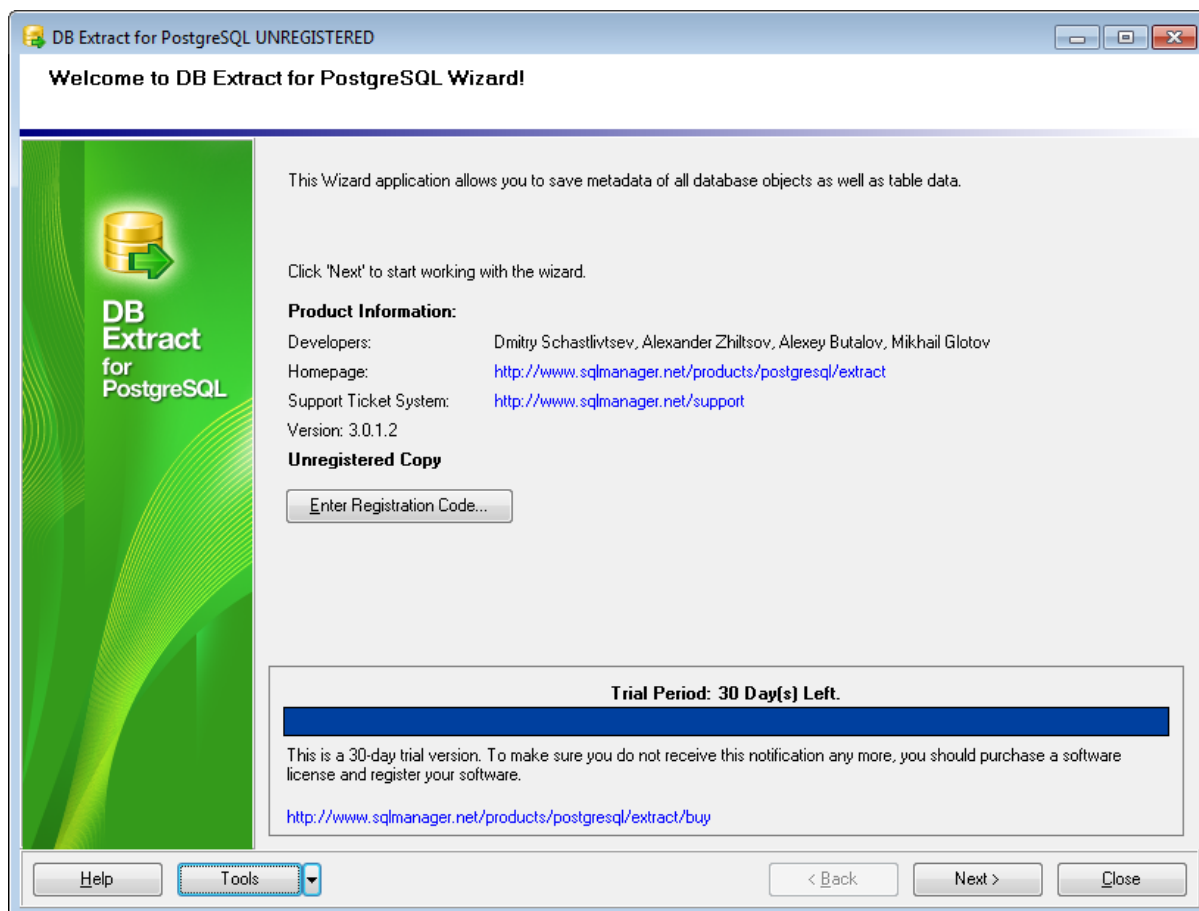 DB Extract for PostgreSQL UNREGISTERED
Welcome to DB Extract for PostgreSQL Wizard!
DB
Extract
for
PostgreSQL
This Wizard application allows you to save metadata of all database objects as well as table data.
Click 'Next' to start working with the wizard.
Product Information:
Developers: Dmitry Schastlivtsev, Alexander Zhiltsov, Alexey Butalov, Mikhail Glotov
Homepage: http://www.sqlmanager.net/products/postgresql/extract
Support Ticket System: http://www.sqlmanager.net/support
Version: 3.0.1.2
Unregistered Copy
Enter Registration Code...
Trial Period: 30 Day(s) Left.
This is a 30-day trial version. To make sure you do not receive this notification any more, you should purchase a software
license and register your software.
http://www.sqlmanager.net/products/postgresql/extract/buy
Help Tools < Back Next > Close